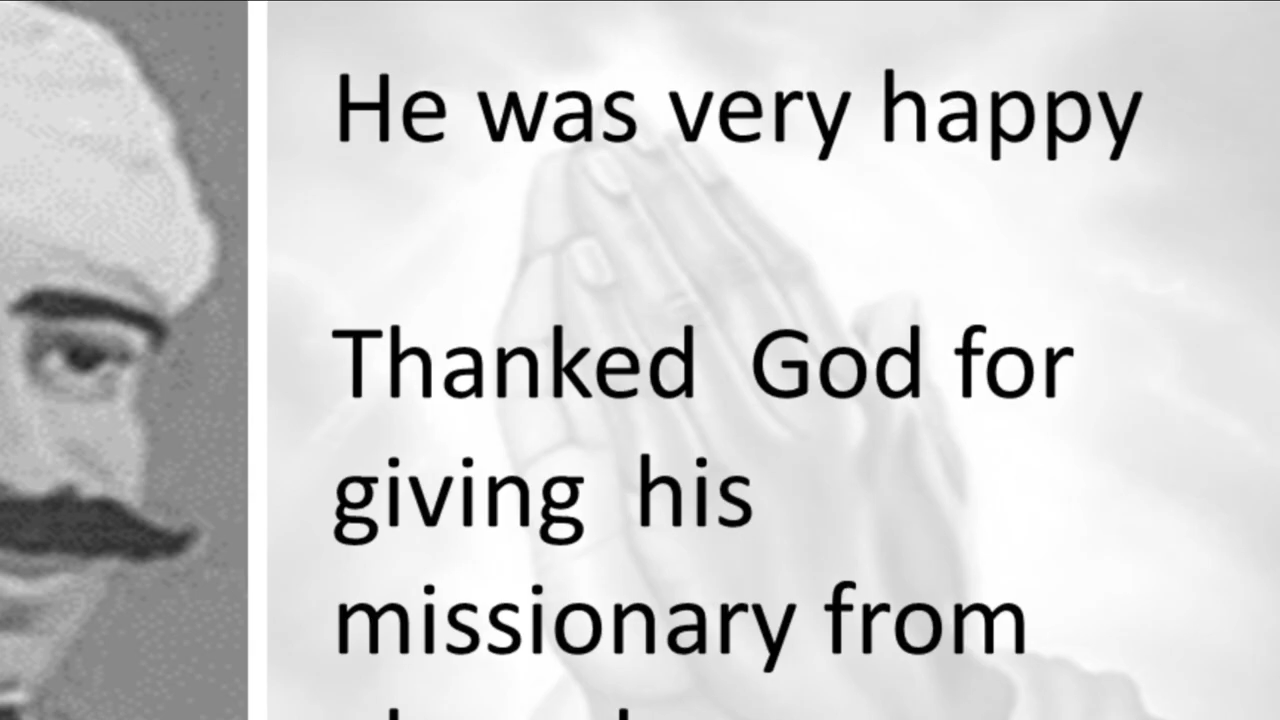 He was very happy
Thanked God for
giving his
missionary from